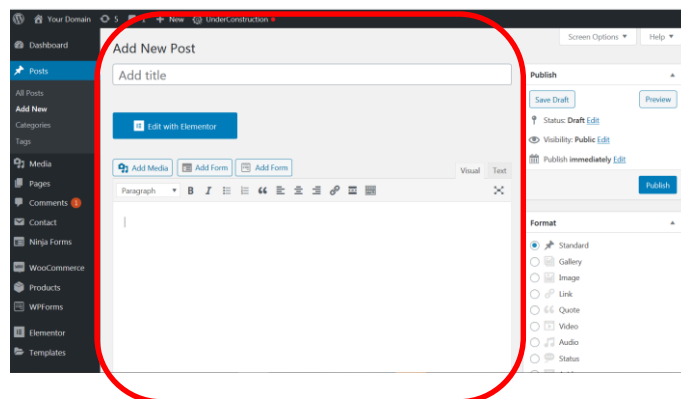 Your Domain 5 1 + New UnderConstruction
Dashboard
Posts
All Posts
Add New
Categories
Tags
Media
Pages
Comments 1
Contact
Ninja Forms
WooCommerce
Products
WPForms
Elementor
Templates
Add New Post
Add title
Edit with Elementor
Add Media Add Form Add Form
Visual Text
Paragraph B I
Screen Options Help
Publish
Save Draft Preview
Status: Draft Edit
Visibility: Public Edit
Publish immediately Edit
Publish
Format
Standard
Gallery
Image
Link
Quote
Video
Audio
Status